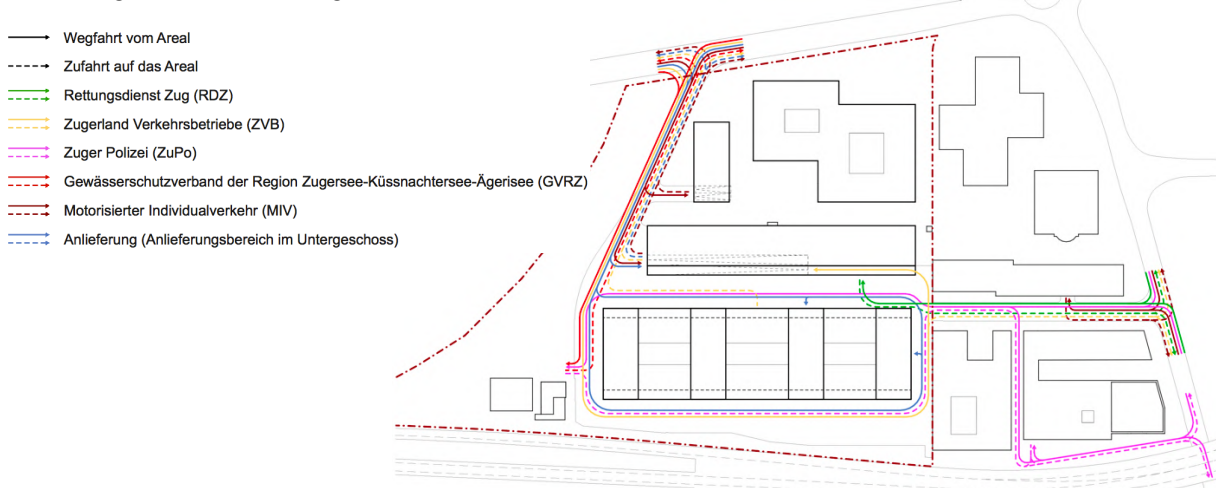 Wegfahrt vom Areal
Zufahrt auf das Areal
Rettungsdienst Zug (RDZ)
Zugerland Verkehrsbetriebe (ZVB)
Zuger Polizei (ZuPo)
Gewässerschutzverband der Region Zugersee-Küssnachtersee-Ägerisee (GVRZ)
Motorisierter Individualverkehr (MIV)
Anlieferung (Anlieferungsbereich im Untergeschoss)